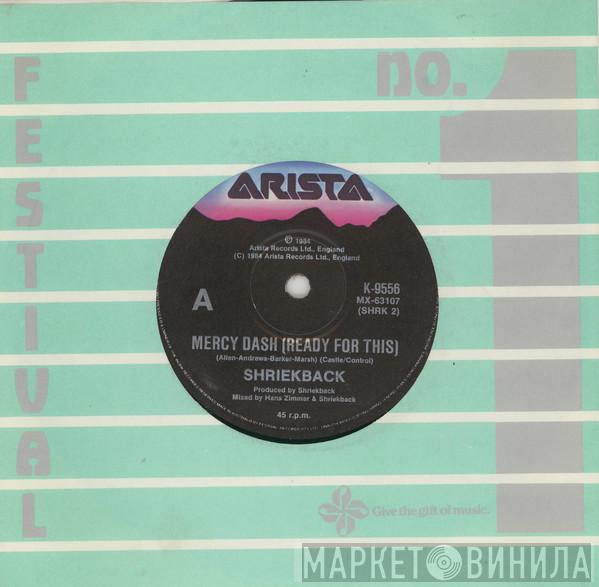 FESTIVAL
no. 1
ARISTA
℗ 1984
Arista Records Ltd., England
(C) 1984 Arista Records Ltd., England
A
K-9556
MX-63107
(SHRK 2)
MERCY DASH (READY FOR THIS)
(Allen-Andrews-Barker-Marsh) (Castle/Control)
SHRIEKBACK
Produced by Shriekback
Mixed by Hans Zimmer & Shriekback
45 r.p.m.
Give the gift of music.
МАРКЕТ ВИНИЛА